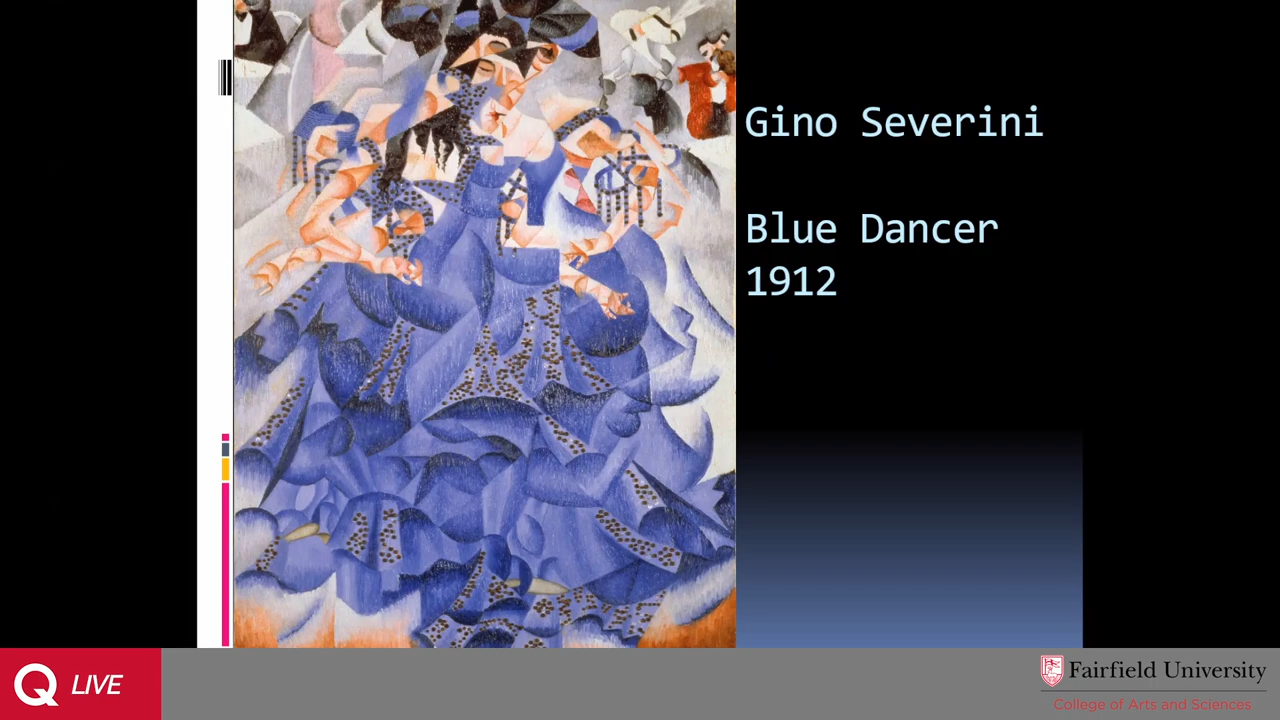 Gino Severini
Blue Dancer
1912
Q LIVE
Fairfield University
College of Arts and Sciences